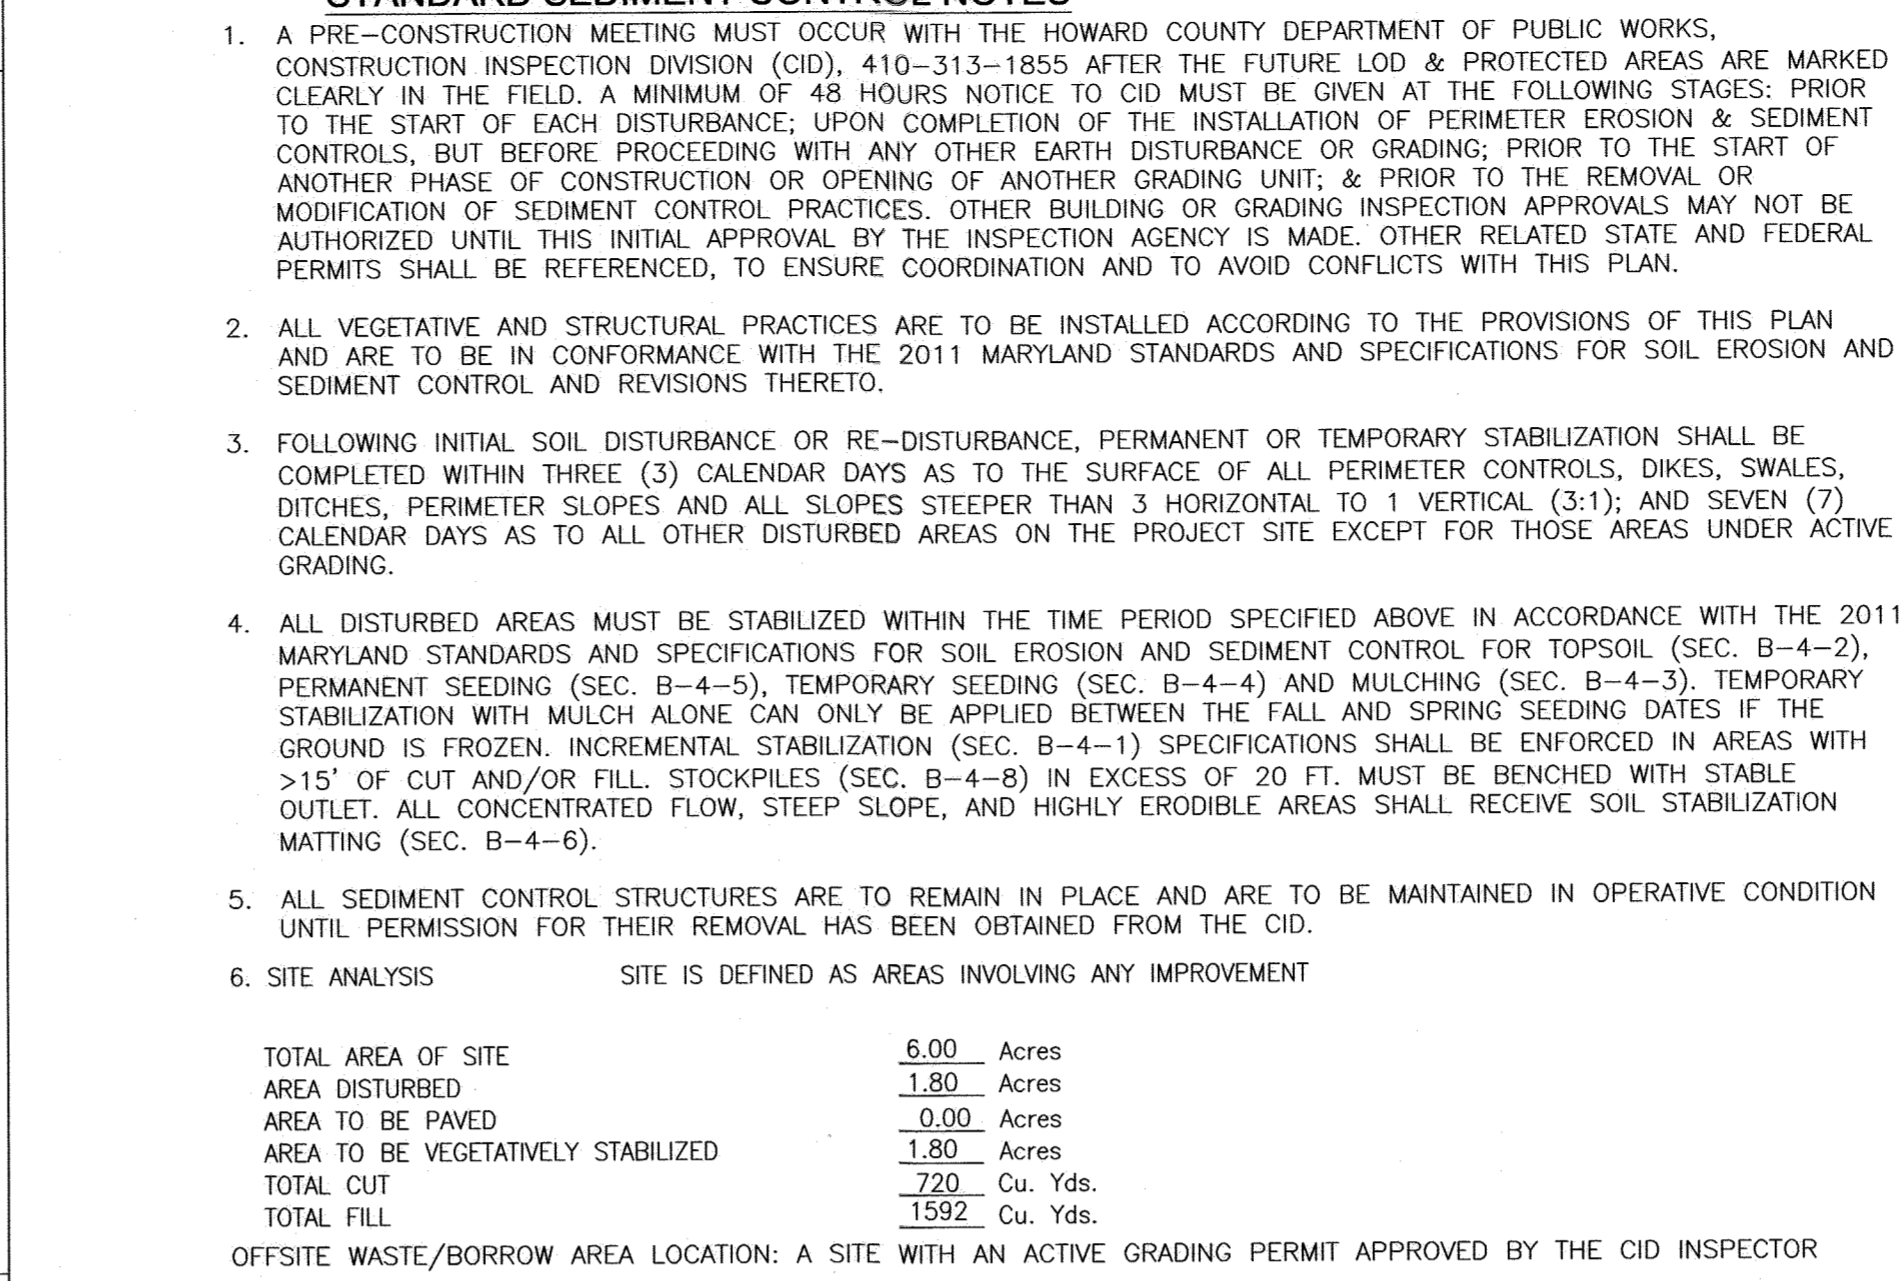 STANDARD SEDIMENT CONTROL NOTES
1. A PRE-CONSTRUCTION MEETING MUST OCCUR WITH THE HOWARD COUNTY DEPARTMENT OF PUBLIC WORKS,
CONSTRUCTION INSPECTION DIVISION (CID), 410-313-1855 AFTER THE FUTURE LOD & PROTECTED AREAS ARE MARKED
CLEARLY IN THE FIELD. A MINIMUM OF 48 HOURS NOTICE TO CID MUST BE GIVEN AT THE FOLLOWING STAGES: PRIOR
TO THE START OF EACH DISTURBANCE; UPON COMPLETION OF THE INSTALLATION OF PERIMETER EROSION & SEDIMENT
CONTROLS, BUT BEFORE PROCEEDING WITH ANY OTHER EARTH DISTURBANCE OR GRADING; PRIOR TO THE START OF
ANOTHER PHASE OF CONSTRUCTION OR OPENING OF ANOTHER GRADING UNIT; & PRIOR TO THE REMOVAL OR
MODIFICATION OF SEDIMENT CONTROL PRACTICES. OTHER BUILDING OR GRADING INSPECTION APPROVALS MAY NOT BE
AUTHORIZED UNTIL THIS INITIAL APPROVAL BY THE INSPECTION AGENCY IS MADE. OTHER RELATED STATE AND FEDERAL
PERMITS SHALL BE REFERENCED, TO ENSURE COORDINATION AND TO AVOID CONFLICTS WITH THIS PLAN.
2. ALL VEGETATIVE AND STRUCTURAL PRACTICES ARE TO BE INSTALLED ACCORDING TO THE PROVISIONS OF THIS PLAN
AND ARE TO BE IN CONFORMANCE WITH THE 2011 MARYLAND STANDARDS AND SPECIFICATIONS FOR SOIL EROSION AND
SEDIMENT CONTROL AND REVISIONS THERETO.
3. FOLLOWING INITIAL SOIL DISTURBANCE OR RE-DISTURBANCE, PERMANENT OR TEMPORARY STABILIZATION SHALL BE
COMPLETED WITHIN THREE (3) CALENDAR DAYS AS TO THE SURFACE OF ALL PERIMETER CONTROLS, DIKES, SWALES,
DITCHES, PERIMETER SLOPES AND ALL SLOPES STEEPER THAN 3 HORIZONTAL TO 1 VERTICAL (3:1); AND SEVEN (7)
CALENDAR DAYS AS TO ALL OTHER DISTURBED AREAS ON THE PROJECT SITE EXCEPT FOR THOSE AREAS UNDER ACTIVE
GRADING.
4. ALL DISTURBED AREAS MUST BE STABILIZED WITHIN THE TIME PERIOD SPECIFIED ABOVE IN ACCORDANCE WITH THE 2011
MARYLAND STANDARDS AND SPECIFICATIONS FOR SOIL EROSION AND SEDIMENT CONTROL FOR TOPSOIL (SEC. B-4-2),
PERMANENT SEEDING (SEC. B-4-5), TEMPORARY SEEDING (SEC. B-4-4) AND MULCHING (SEC. B-4-3). TEMPORARY
STABILIZATION WITH MULCH ALONE CAN ONLY BE APPLIED BETWEEN THE FALL AND SPRING SEEDING DATES IF THE
GROUND IS FROZEN. INCREMENTAL STABILIZATION (SEC. B-4-1) SPECIFICATIONS SHALL BE ENFORCED IN AREAS WITH
>15' OF CUT AND/OR FILL. STOCKPILES (SEC. B-4-8) IN EXCESS OF 20 FT. MUST BE BENCHED WITH STABLE
OUTLET. ALL CONCENTRATED FLOW, STEEP SLOPE, AND HIGHLY ERODIBLE AREAS SHALL RECEIVE SOIL STABILIZATION
MATTING (SEC. B-4-6).
5. ALL SEDIMENT CONTROL STRUCTURES ARE TO REMAIN IN PLACE AND ARE TO BE MAINTAINED IN OPERATIVE CONDITION
UNTIL PERMISSION FOR THEIR REMOVAL HAS BEEN OBTAINED FROM THE CID.
6. SITE ANALYSIS SITE IS DEFINED AS AREAS INVOLVING ANY IMPROVEMENT
TOTAL AREA OF SITE 6.00 Acres
AREA DISTURBED 1.80 Acres
AREA TO BE PAVED 0.00 Acres
AREA TO BE VEGETATIVELY STABILIZED 1.80 Acres
TOTAL CUT 720 Cu. Yds.
TOTAL FILL 1592 Cu. Yds.
OFFSITE WASTE/BORROW AREA LOCATION: A SITE WITH AN ACTIVE GRADING PERMIT APPROVED BY THE CID INSPECTOR